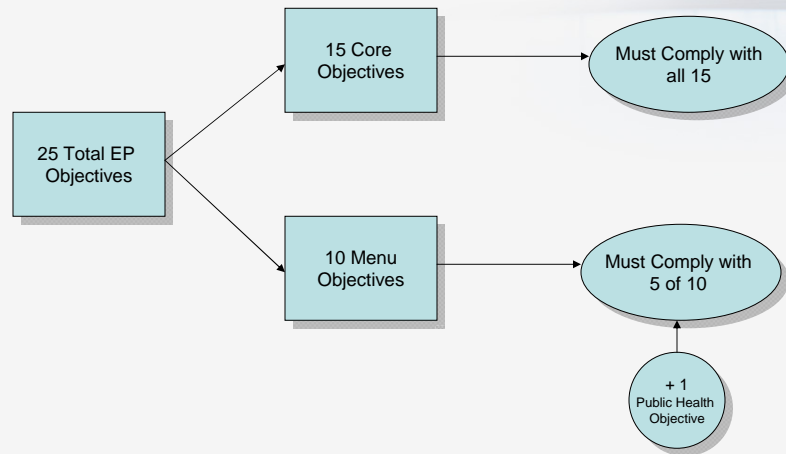 15 Core
Objectives
Must Comply with
all 15
25 Total EP
Objectives
10 Menu
Objectives
Must Comply with
5 of 10
+ 1
Public Health
Objective